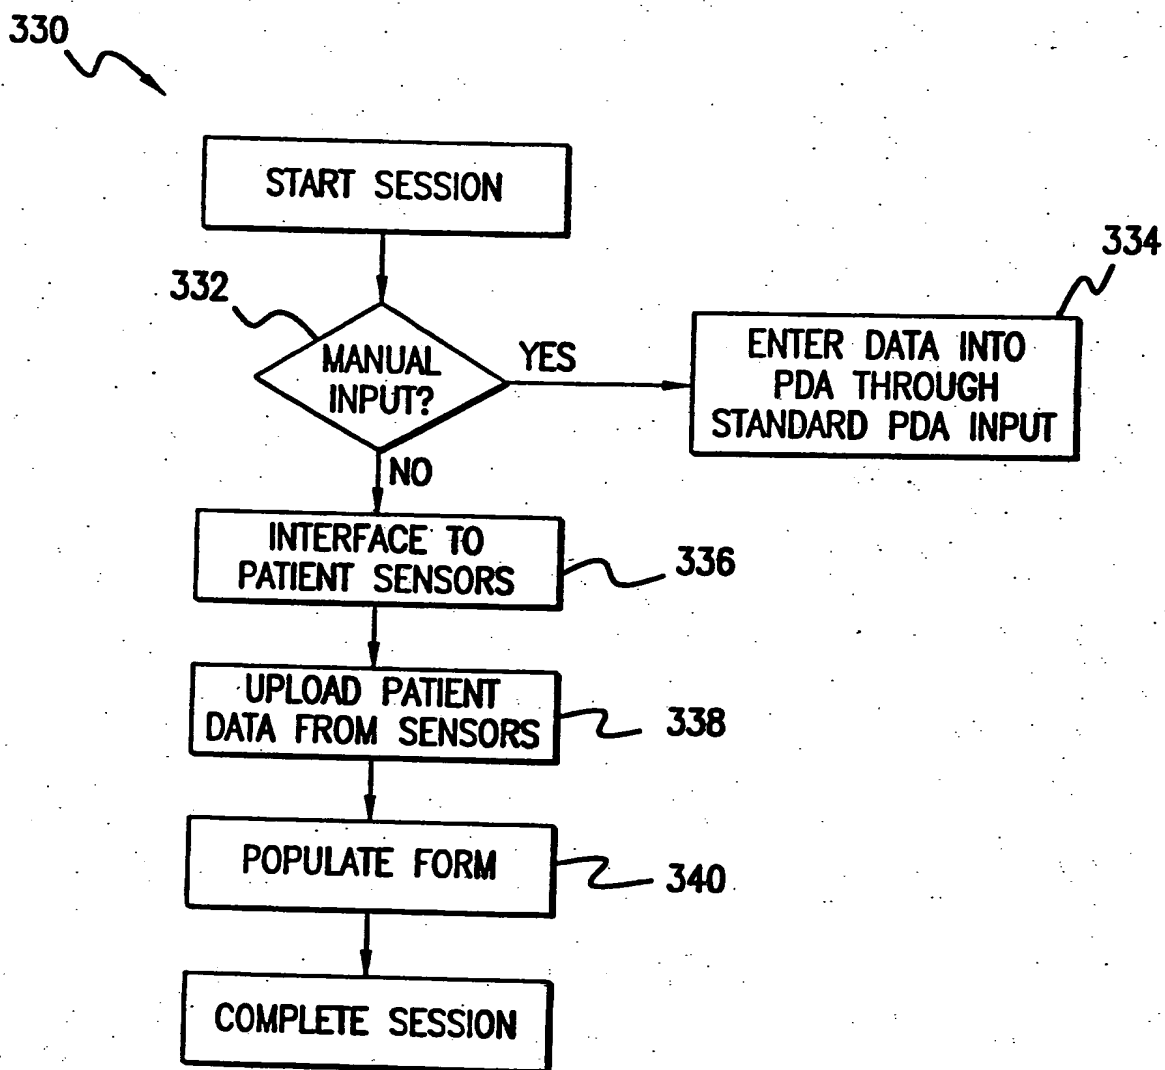 330
START SESSION
332
MANUAL
INPUT?
YES
334
ENTER DATA INTO
PDA THROUGH
STANDARD PDA INPUT
NO
INTERFACE TO
PATIENT SENSORS
336
UPLOAD PATIENT
DATA FROM SENSORS
338
POPULATE FORM
340
COMPLETE SESSION